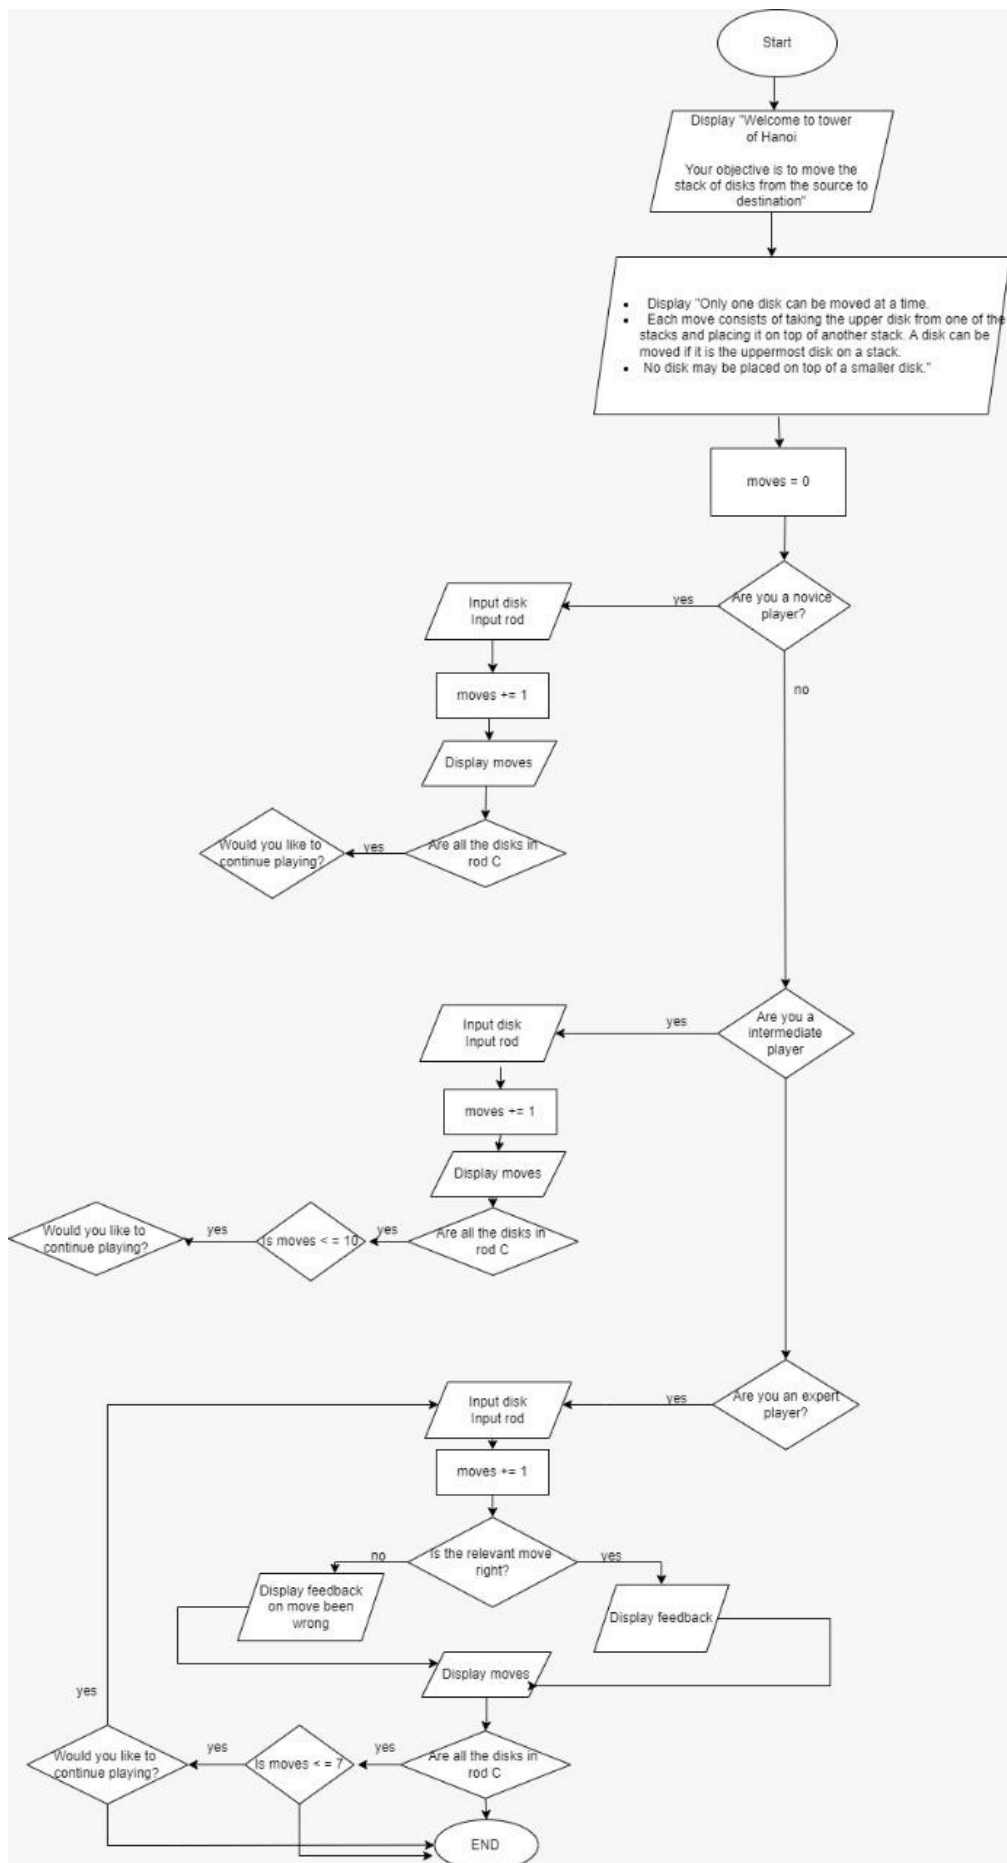 Start
Display "Welcome to tower
of Hanoi
Your objective is to move the
stack of disks from the source to
destination"
• Display "Only one disk can be moved at a time.
• Each move consists of taking the upper disk from one of the
stacks and placing it on top of another stack. A disk can be
moved if it is the uppermost disk on a stack.
• No disk may be placed on top of a smaller disk."
moves = 0
Are you a novice
player?
yes
no
Input disk
Input rod
moves += 1
Display moves
Are all the disks in
rod C
yes
Would you like to
continue playing?
Are you a
intermediate
player
yes
Input disk
Input rod
moves += 1
Display moves
Are all the disks in
rod C
yes
Is moves < = 10
yes
Would you like to
continue playing?
Are you an expert
player?
yes
Input disk
Input rod
moves += 1
Is the relevant move
right?
no
yes
Display feedback
on move been
wrong
Display feedback
Display moves
Are all the disks in
rod C
yes
Is moves < = 7
yes
Would you like to
continue playing?
yes
END